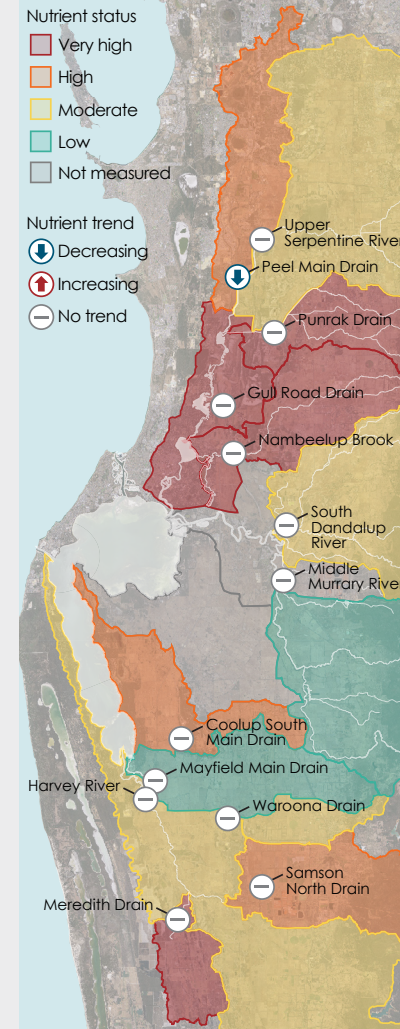 Nutrient status
Very high
High
Moderate
Low
Not measured
Nutrient trend
Decreasing
Increasing
No trend
Upper
Serpentine River
Peel Main Drain
Punrak Drain
Gull Road Drain
Nambeelup Brook
South
Dandalup
River
Middle
Murrary River
Coolup South
Main Drain
Mayfield Main Drain
Harvey River
Waroona Drain
Samson
North Drain
Meredith Drain